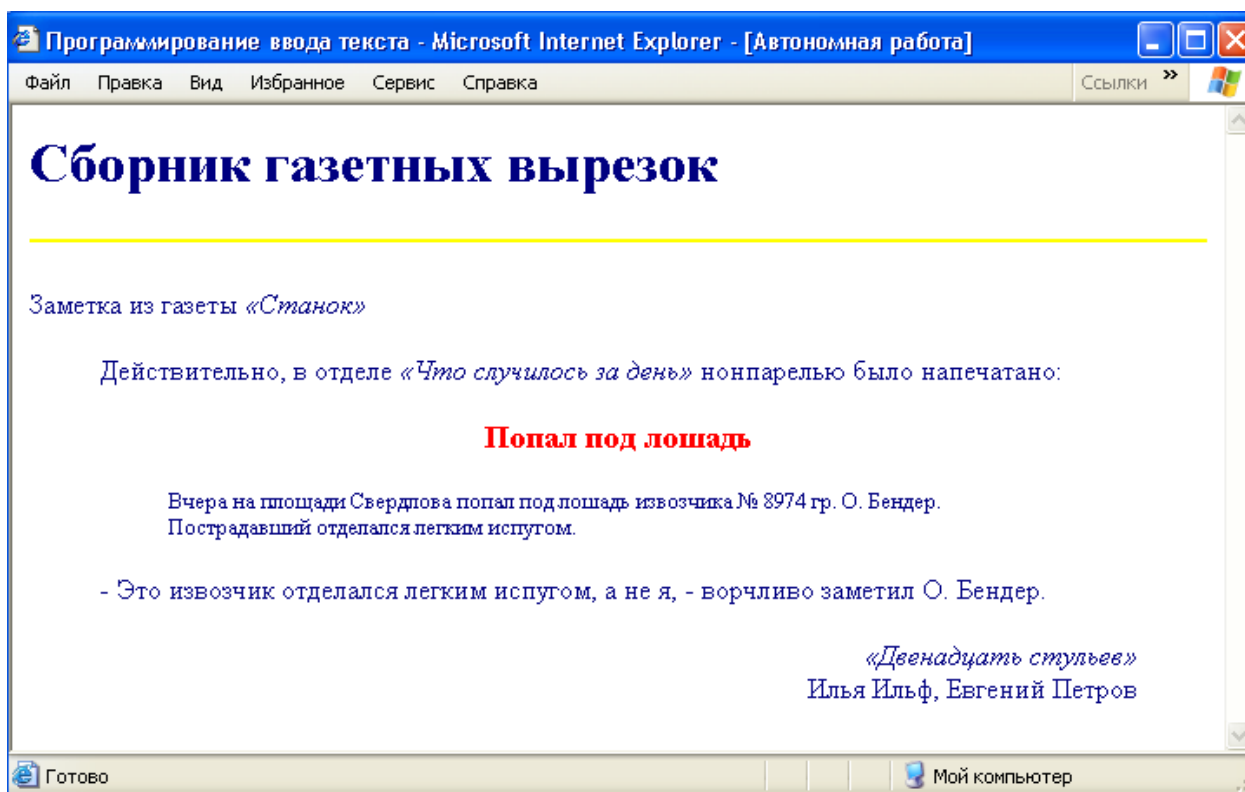 Программирование ввода текста - Microsoft Internet Explorer - [Автономная работа]
Файл Правка Вид Избранное Сервис Справка Ссылки »
Сборник газетных вырезок
Заметка из газеты «Станок»
Действительно, в отделе «Что случилось за день» нонпарелью было напечатано:
Попал под лошадь
Вчера на площади Свердлова попал под лошадь извозчика № 8974 гр. О. Бендер.
Пострадавший отделался легким испугом.
- Это извозчик отделался легким испугом, а не я, - ворчливо заметил О. Бендер.
«Двенадцать стульев»
Илья Ильф, Евгений Петров
Готово Мой компьютер